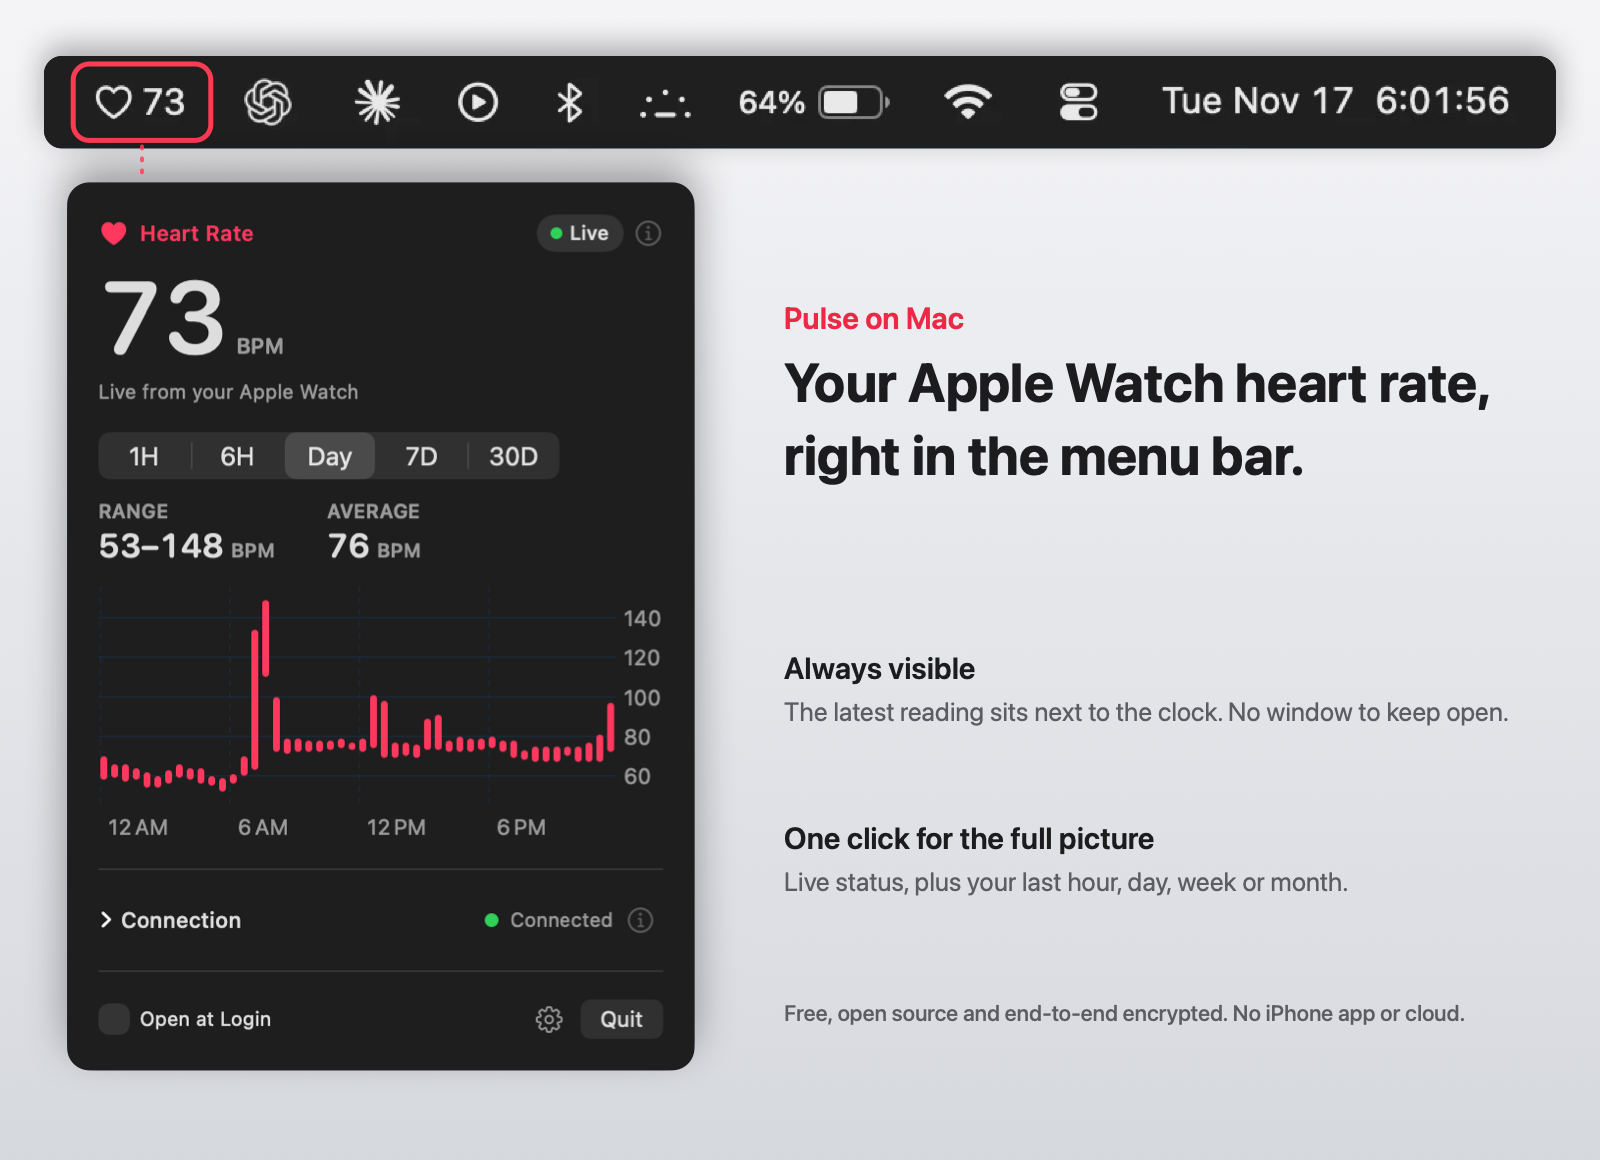 73 64% Tue Nov 17 6:01:56
Heart Rate Live
73 BPM
Live from your Apple Watch
1H 6H Day 7D 30D
RANGE AVERAGE
53–148 BPM 76 BPM
140
120
100
80
60
12 AM 6 AM 12 PM 6 PM
Connection Connected
Open at Login Quit
Pulse on Mac
Your Apple Watch heart rate,
right in the menu bar.
Always visible
The latest reading sits next to the clock. No window to keep open.
One click for the full picture
Live status, plus your last hour, day, week or month.
Free, open source and end-to-end encrypted. No iPhone app or cloud.